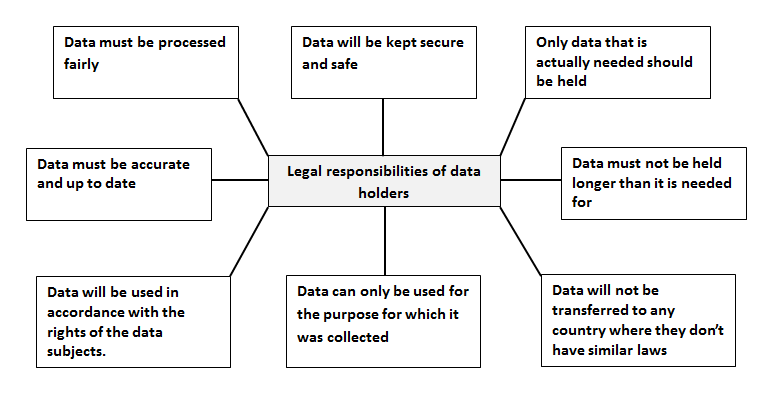 Data must be processed
fairly
Data will be kept secure
and safe
Only data that is
actually needed should
be held
Data must be accurate
and up to date
Legal responsibilities of data
holders
Data must not be held
longer than it is needed
for
Data will be used in
accordance with the
rights of the data
subjects.
Data can only be used for
the purpose for which it
was collected
Data will not be
transferred to any
country where they don’t
have similar laws